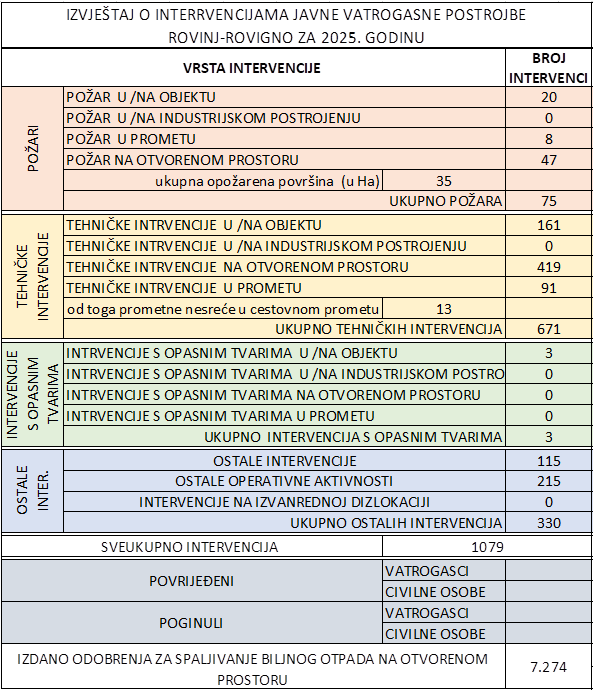 IZVJEŠTAJ O INTERRVENCIJAMA JAVNE VATROGASNE POSTROJBE
ROVINJ-ROVIGNO ZA 2025. GODINU
VRSTA INTERVENCIJE
BROJ
INTERVENCI
POŽARI
POŽAR U /NA OBJEKTU 20
POŽAR U /NA INDUSTRIJSKOM POSTROJENJU 0
POŽAR U PROMETU 8
POŽAR NA OTVORENOM PROSTORU 47
ukupna opožarena površina (u Ha) 35
UKUPNO POŽARA 75
TEHNIČKE
INTERVENCIJE
TEHNIČKE INTRVENCIJE U /NA OBJEKTU 161
TEHNIČKE INTERVENCIJE U /NA INDUSTRIJSKOM POSTROJENJU 0
TEHNIČKE INTERVENCIJE NA OTVORENOM PROSTORU 419
TEHNIČKE INTERVENCIJE U PROMETU 91
od toga prometne nesreće u cestovnom prometu 13
UKUPNO TEHNIČKIH INTERVENCIJA 671
INTERVENCIJE
S OPASNIM
TVARIMA
INTRVENCIJE S OPASNIM TVARIMA U /NA OBJEKTU 3
INTRVENCIJE S OPASNIM TVARIMA U /NA INDUSTRIJSKOM POSTRO 0
INTRVENCIJE S OPASNIM TVARIMA NA OTVORENOM PROSTORU 0
INTRVENCIJE S OPASNIM TVARIMA U PROMETU 0
UKUPNO INTERVENCIJA S OPASNIM TVARIMA 3
OSTALE
INTER.
OSTALE INTERVENCIJE 115
OSTALE OPERATIVNE AKTIVNOSTI 215
INTERVENCIJE NA IZVANREDNOJ DIZLOKACIJI 0
UKUPNO OSTALIH INTERVENCIJA 330
SVEUKUPNO INTERVENCIJA 1079
POVRIJEĐENI
VATROGASCI
CIVILNE OSOBE
POGINULI
VATROGASCI
CIVILNE OSOBE
IZDANO ODOBRENJA ZA SPALJIVANJE BILJNOG OTPADA NA OTVORENOM
PROSTORU
7.274